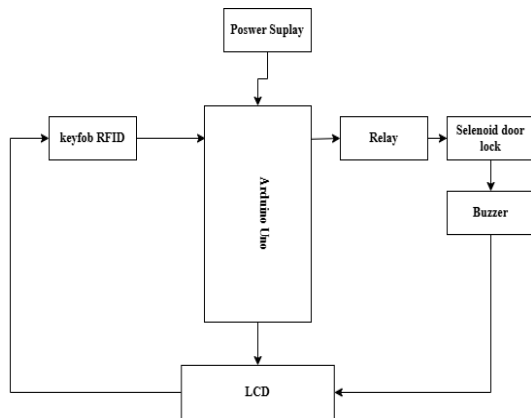 Poswer Suplay
keyfob RFID
Arduino Uno
Relay
Selenoid door
lock
Buzzer
LCD